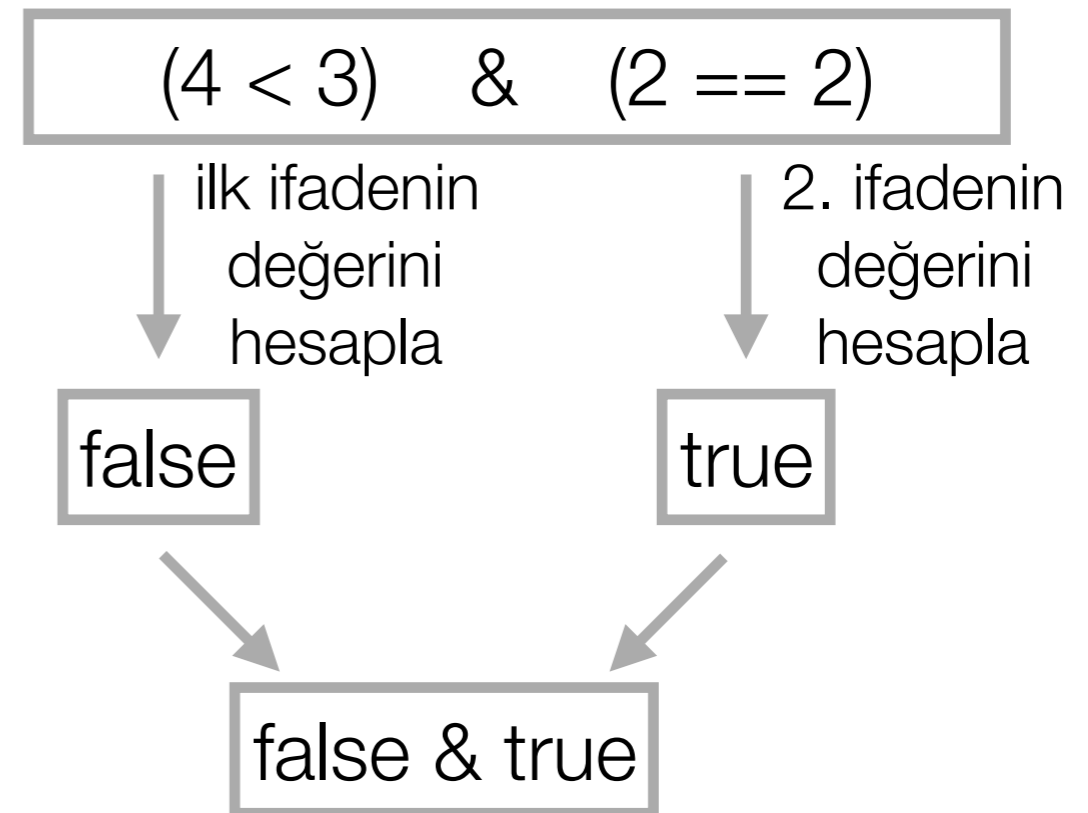 (4 < 3) & (2 == 2)
ilk ifadenin
değerini
hesapla
2. ifadenin
değerini
hesapla
false
true
false & true